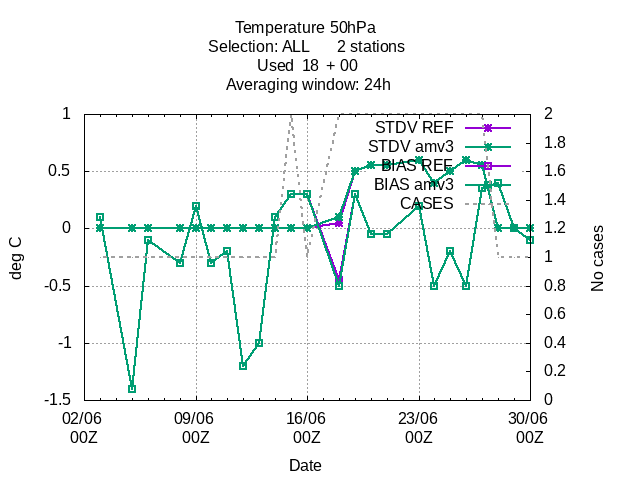 Temperature 50hPa
Selection: ALL 2 stations
Used 18 + 00
Averaging window: 24h
1
0.5
0
-0.5
-1
-1.5
deg C
STDV REF
STDV amv3
BIAS REF
BIAS amv3
CASES
2
1.8
1.6
1.4
1.2
1
0.8
0.6
0.4
0.2
0
No cases
02/06 09/06 16/06 23/06 30/06
00Z 00Z 00Z 00Z 00Z
Date